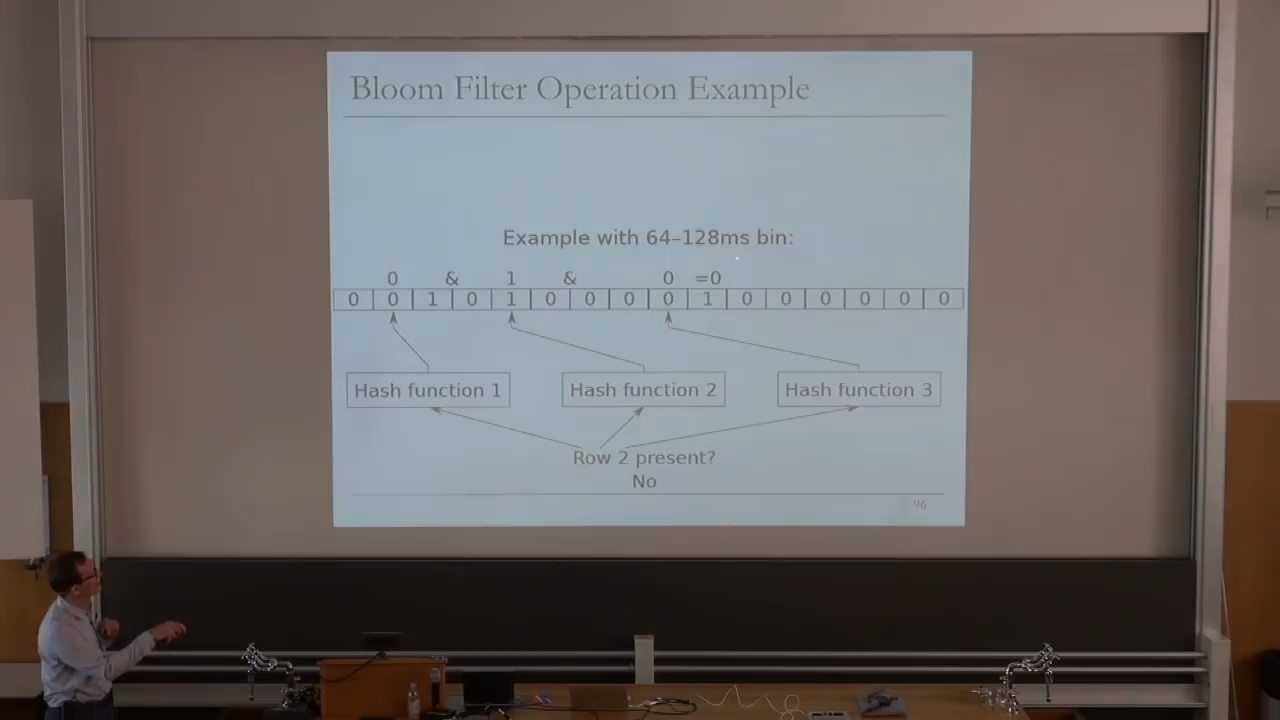 Bloom Filter Operation Example
Example with 64–128ms bin:
0 & 1 & 0 =0
0 0 1 0 1 0 0 0 0 1 0 0 0 0 0 0
Hash function 1 Hash function 2 Hash function 3
Row 2 present?
No
96